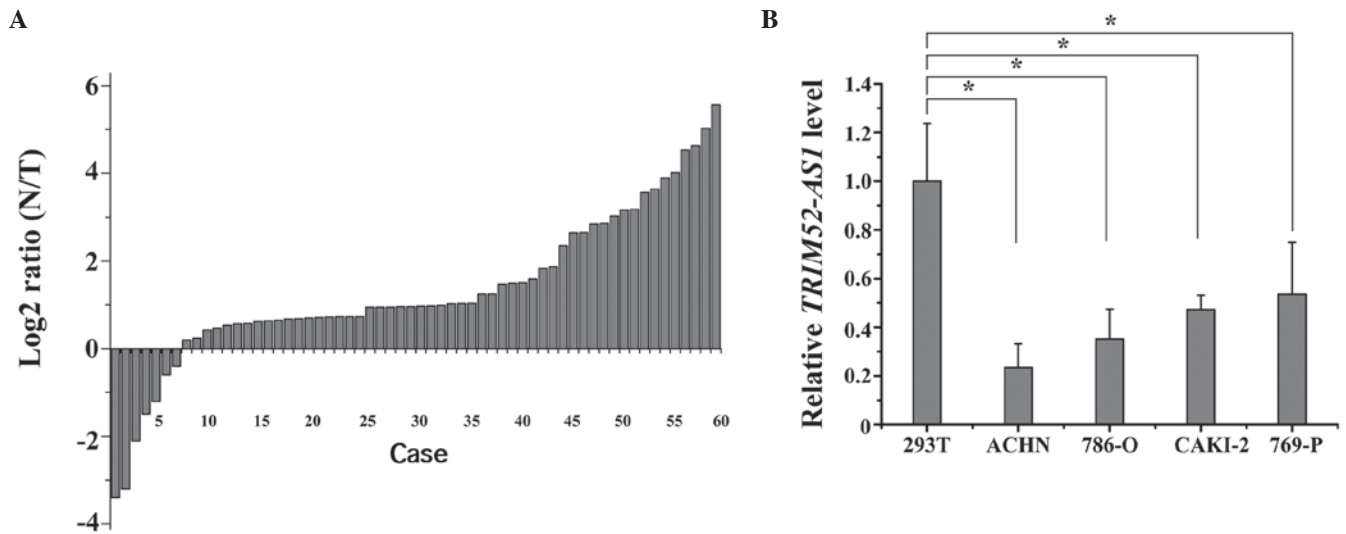 A
Log2 ratio (N/T)
6
4
2
0
-2
-4
5 10 15 20 25 30 35 40 45 50 55 60
Case
B
*
*
*
*
Relative TRIM52-AS1 level
1.4
1.2
1.0
0.8
0.6
0.4
0.2
0
293T ACHN 786-O CAKI-2 769-P